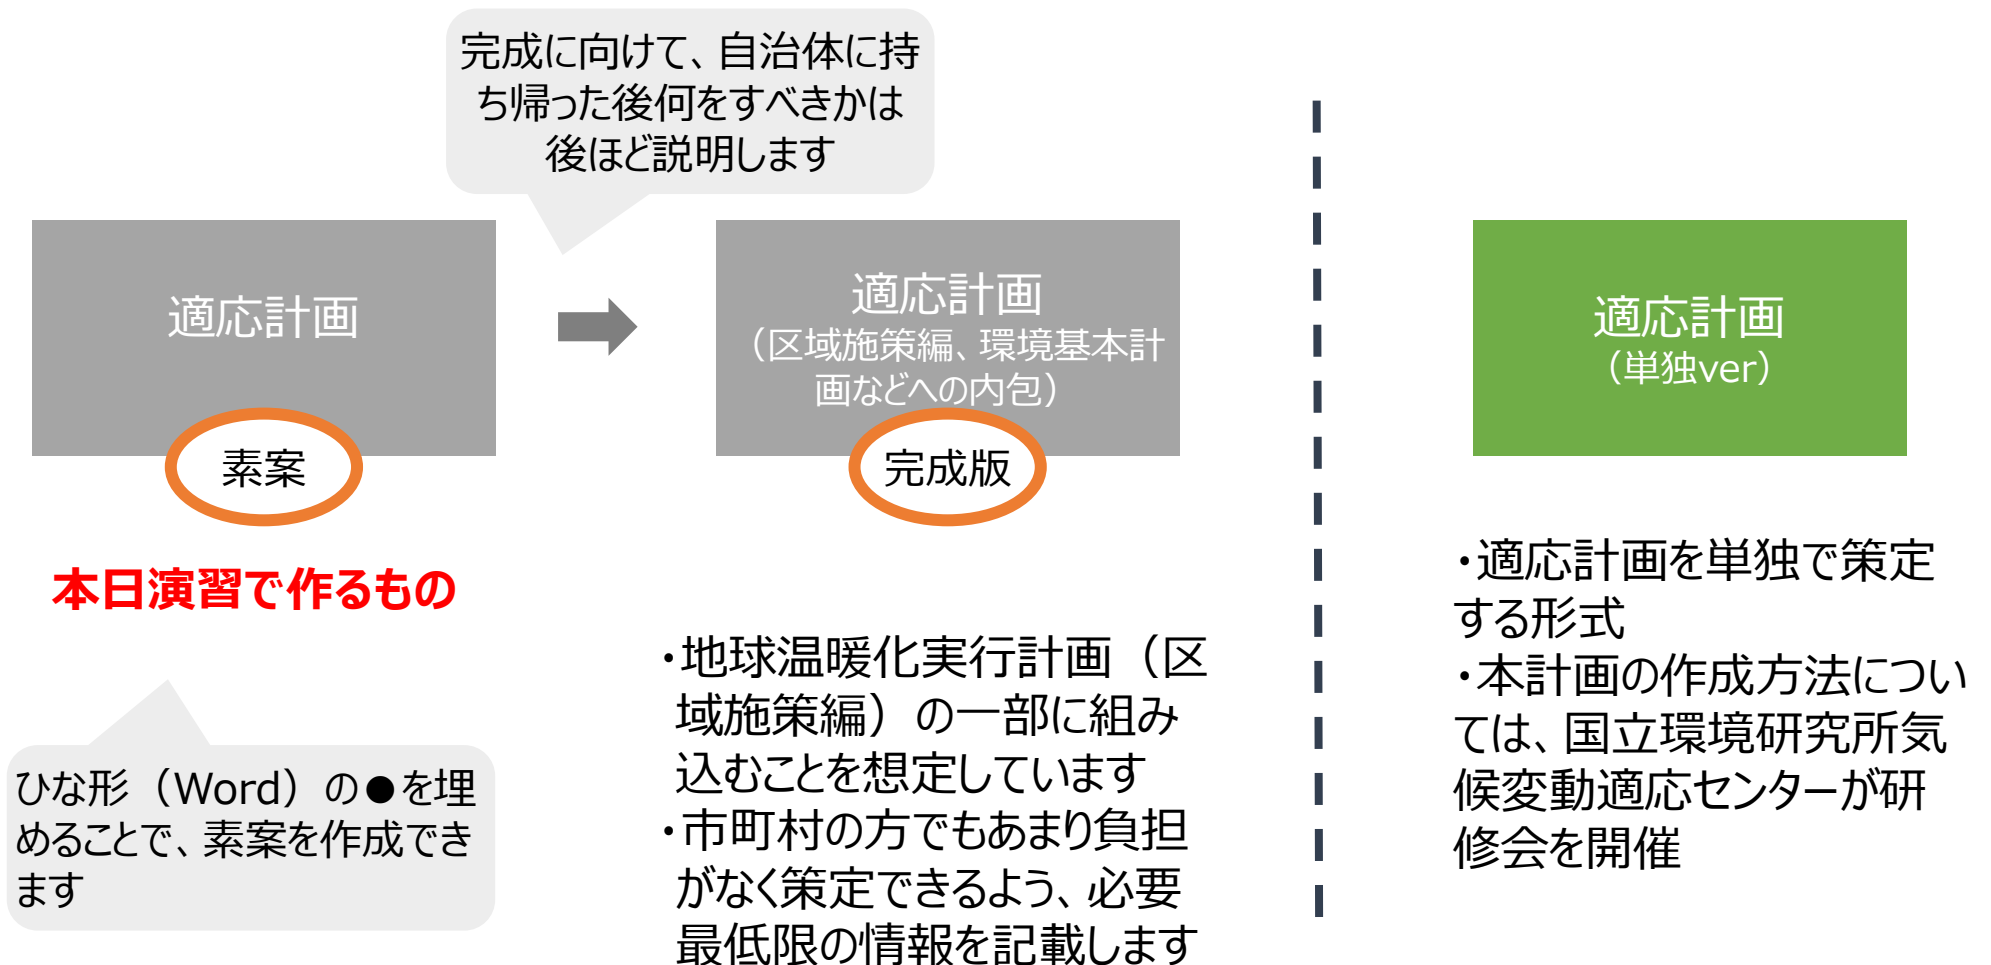 完成に向けて、自治体に持
ち帰った後何をすべきかは
後ほど説明します
適応計画
素案
本日演習で作るもの
ひな形（Word）の●を埋
めることで、素案を作成でき
ます
適応計画
（区域施策編、環境基本計
画などへの内包）
完成版
・地球温暖化実行計画（区
域施策編）の一部に組み
込むことを想定しています
・市町村の方でもあまり負担
がなく策定できるよう、必要
最低限の情報を記載します
適応計画
（単独ver）
・適応計画を単独で策定
する形式
・本計画の作成方法につい
ては、国立環境研究所気
候変動適応センターが研
修会を開催